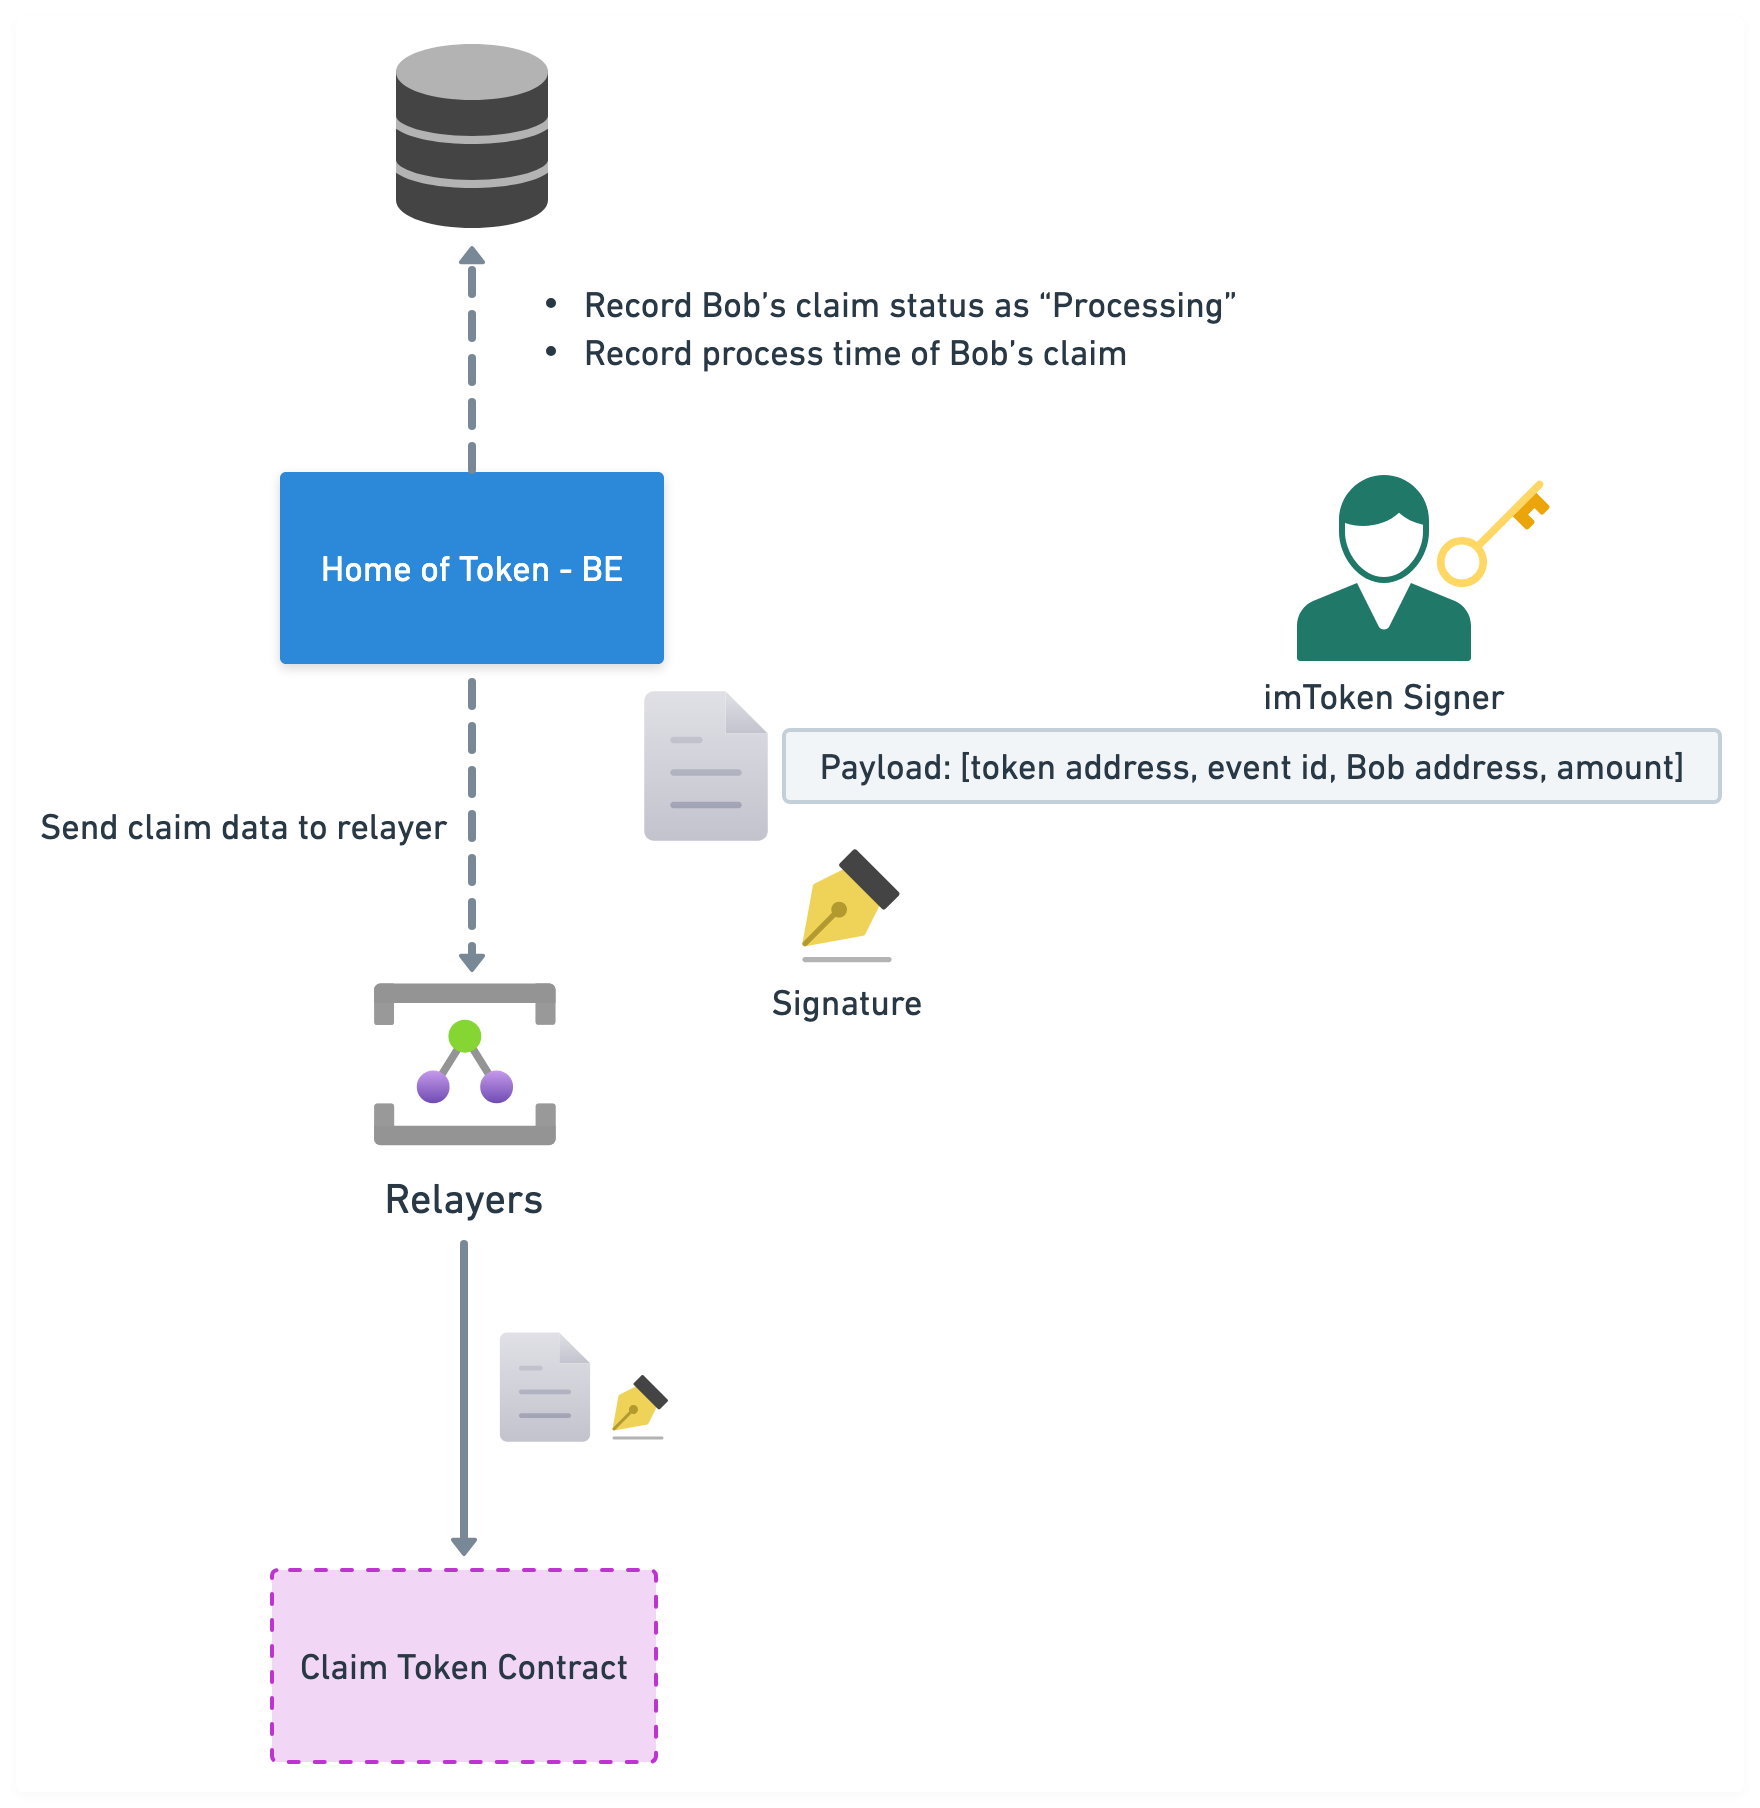 • Record Bob’s claim status as “Processing”
• Record process time of Bob’s claim
Home of Token - BE
imToken Signer
Payload: [token address, event id, Bob address, amount]
Send claim data to relayer
Signature
Relayers
Claim Token Contract